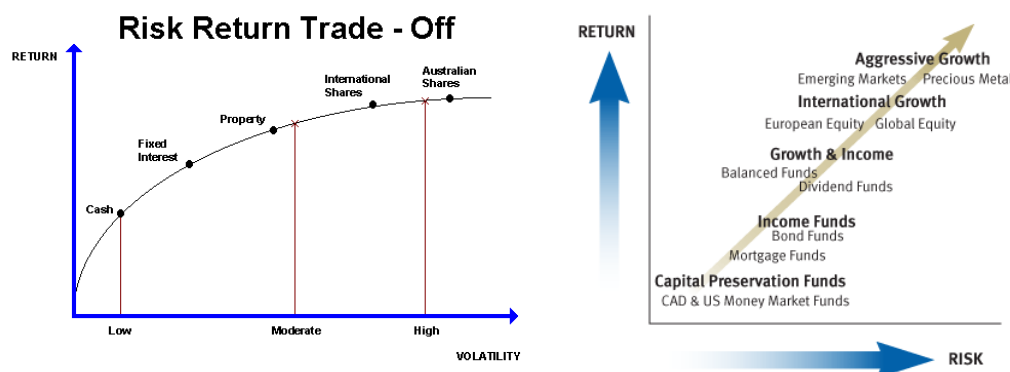 Risk Return Trade - Off
RETURN
International
Shares
Australian
Shares
Property
Fixed
Interest
Cash
Low
Moderate
High
VOLATILITY
RETURN
Aggressive Growth
Emerging Markets Precious Metal
International Growth
European Equity Global Equity
Growth & Income
Balanced Funds
Dividend Funds
Income Funds
Bond Funds
Mortgage Funds
Capital Preservation Funds
CAD & US Money Market Funds
RISK